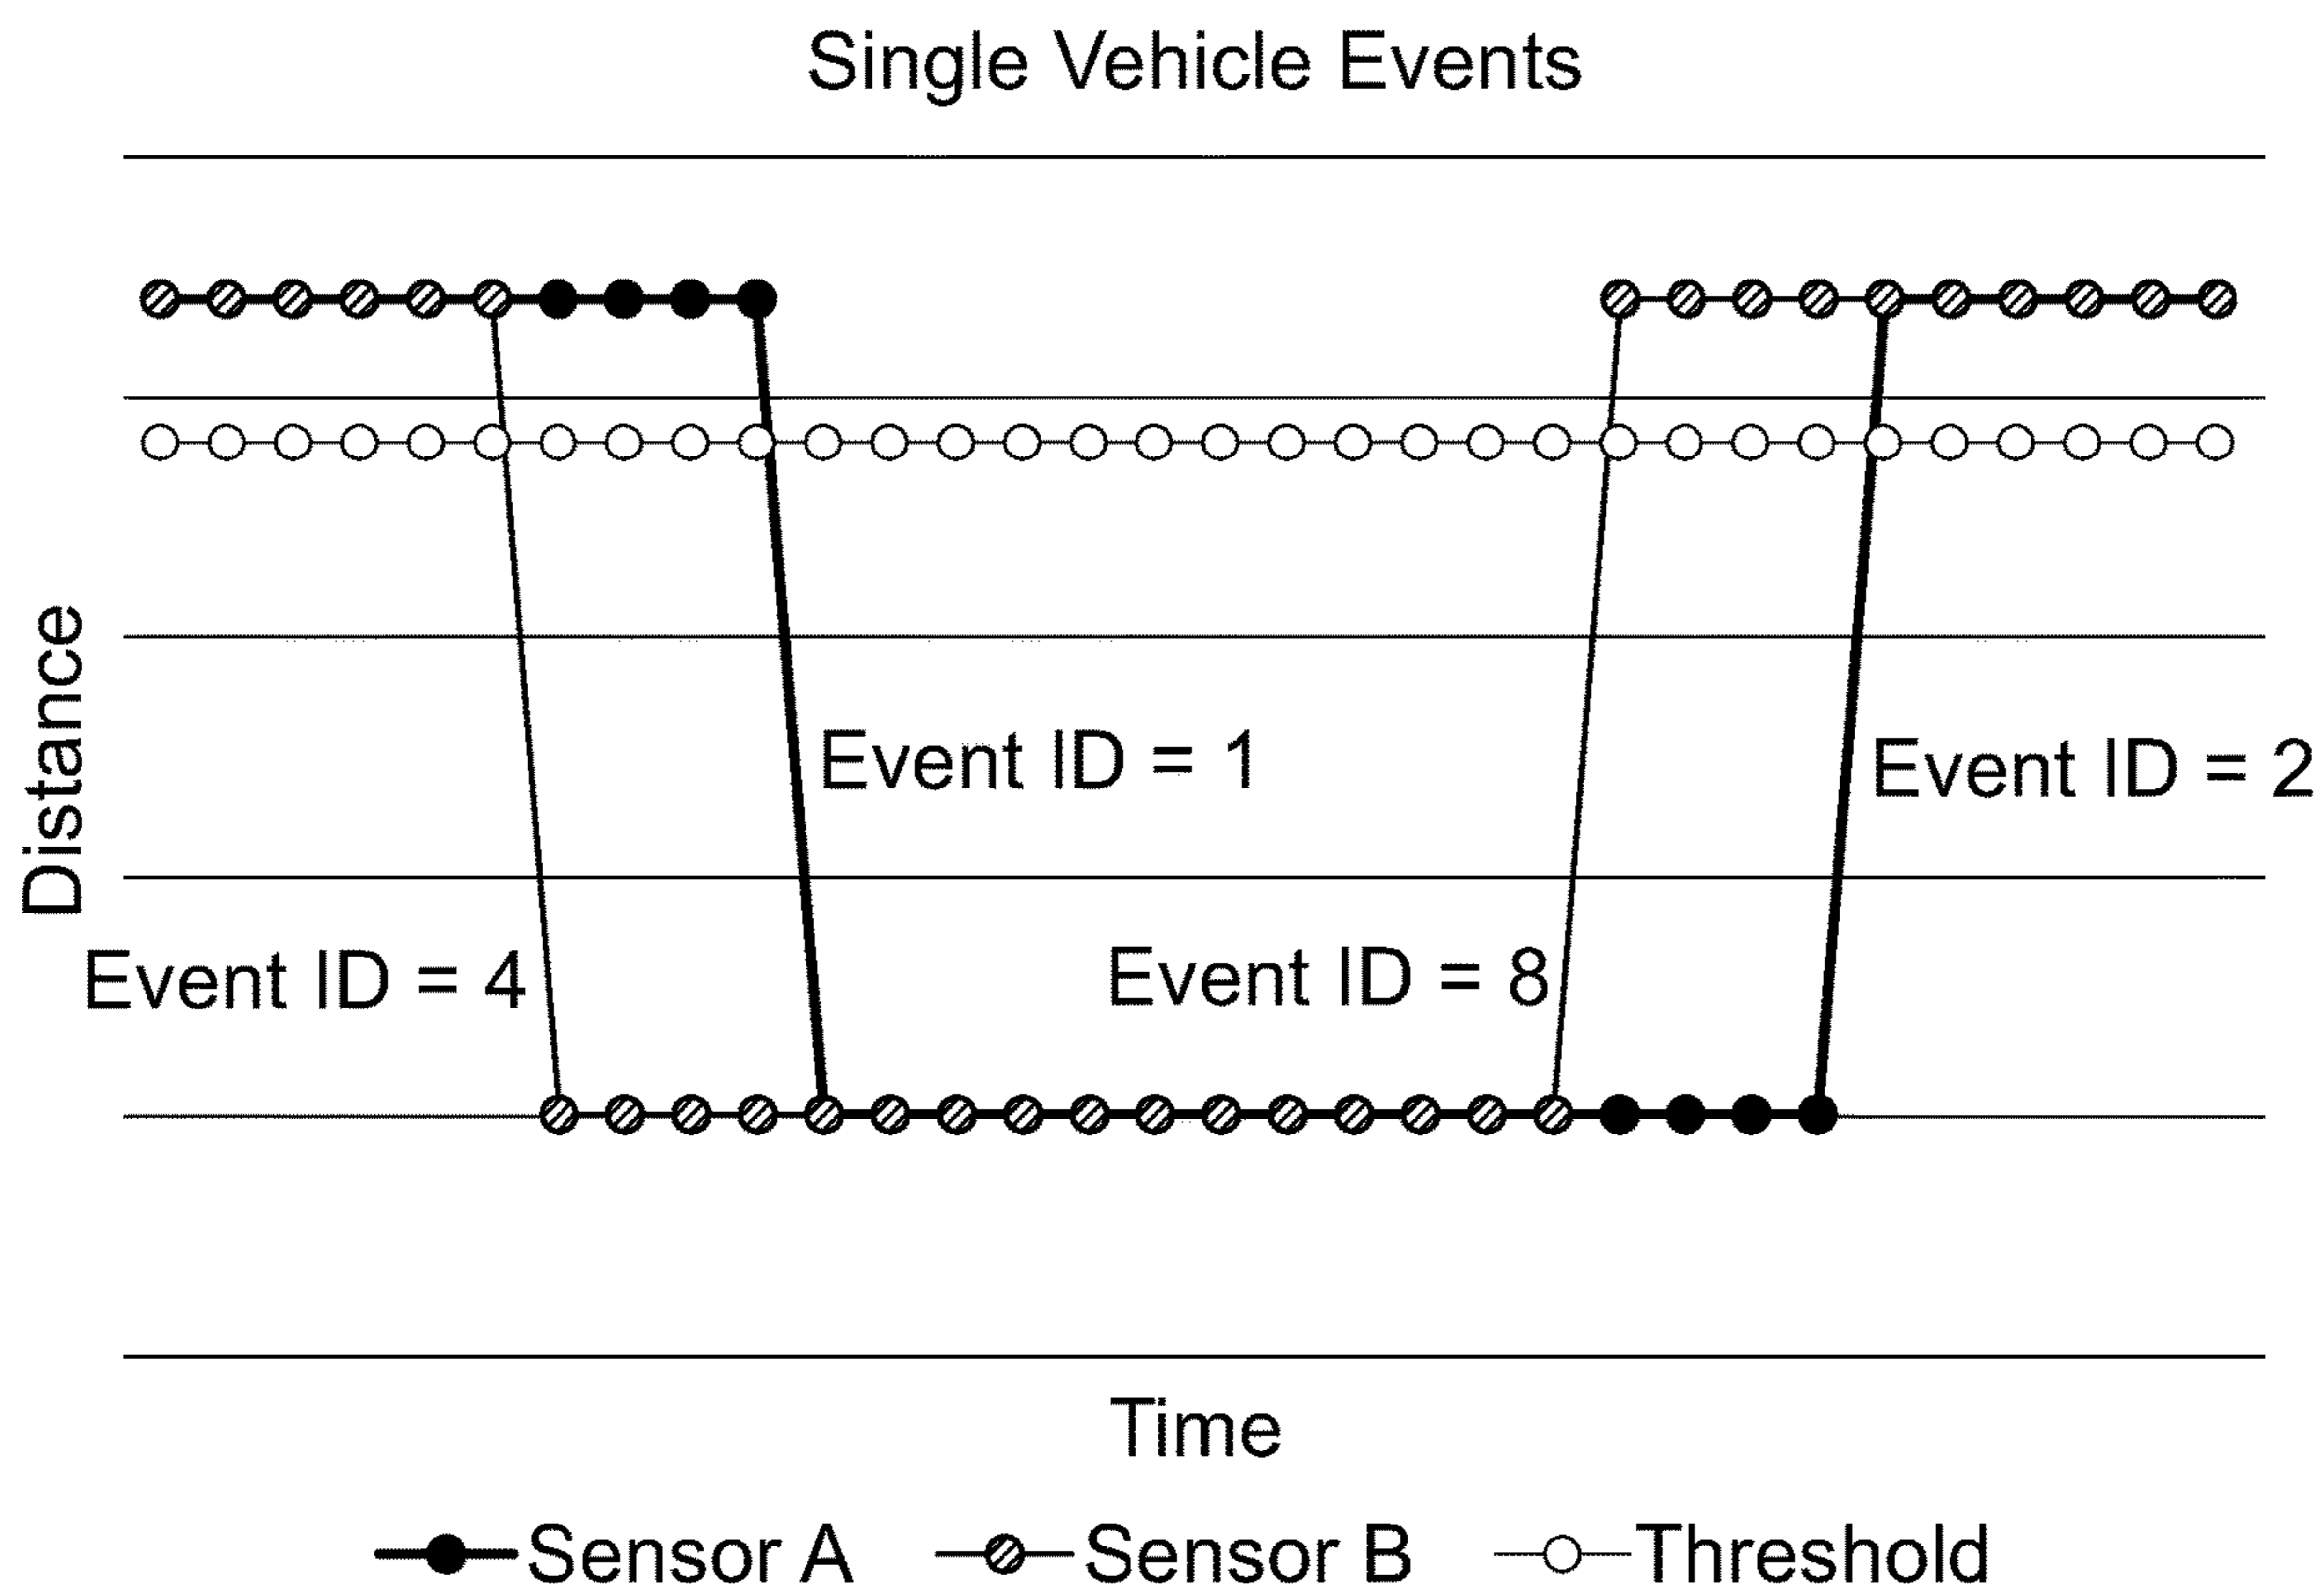 Single Vehicle Events
Distance
Event ID = 1
Event ID = 2
Event ID = 4
Event ID = 8
Time
Sensor A
Sensor B
Threshold